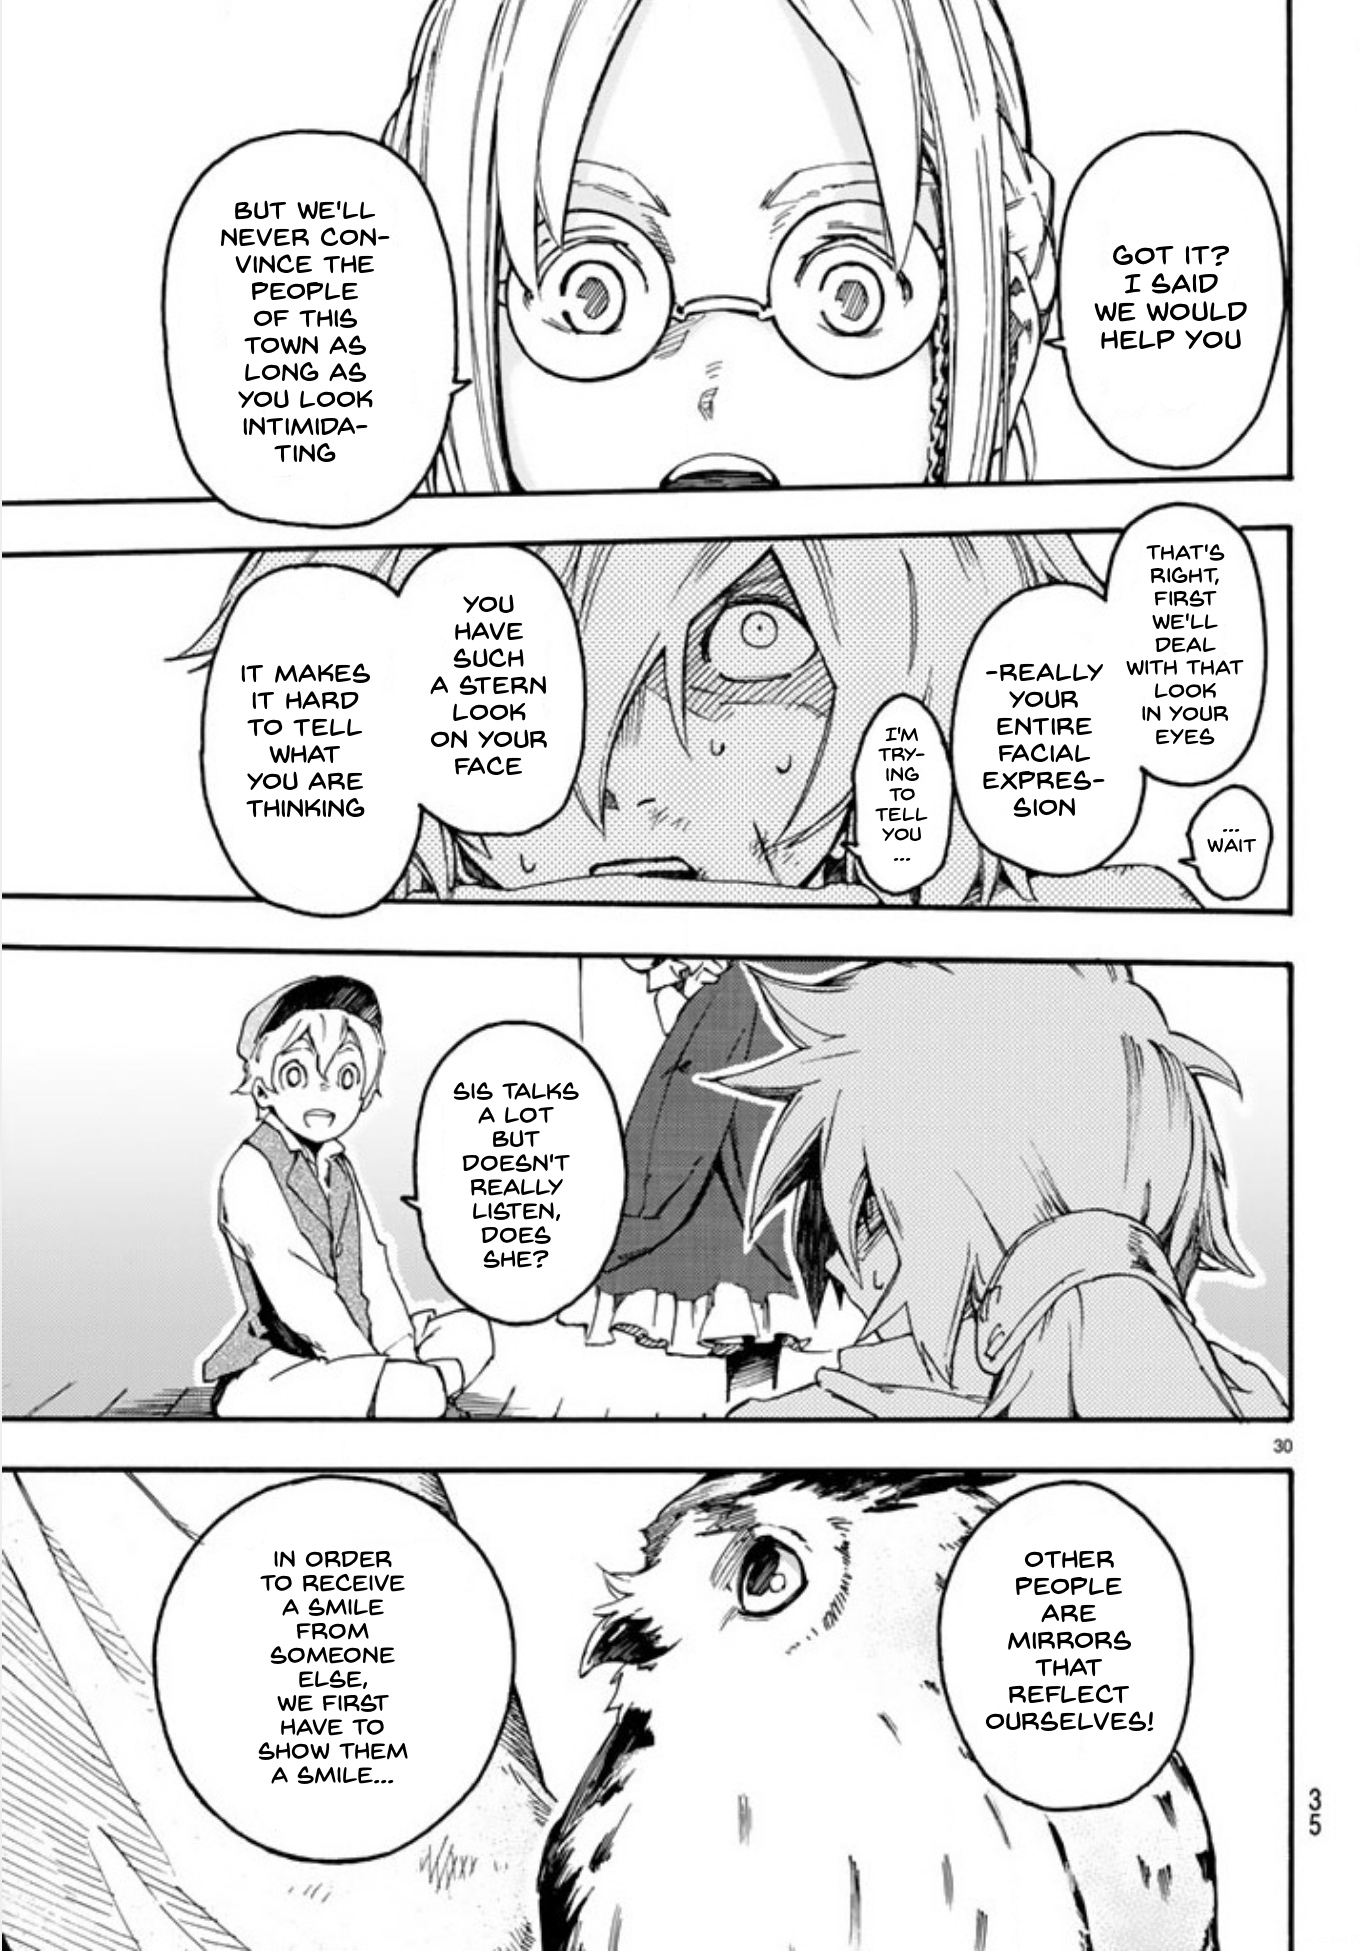 GOT IT?
I SAID
WE WOULD
HELP YOU
BUT WE'LL
NEVER CON-
VINCE THE
PEOPLE
OF THIS
TOWN AS
LONG AS
YOU LOOK
INTIMIDA-
TING
THAT'S
RIGHT,
FIRST
WE'LL
DEAL
WITH THAT
LOOK
IN YOUR
EYES
...
WAIT
-REALLY
YOUR
ENTIRE
FACIAL
EXPRES-
SION
I'M
TRY-
ING
TO
TELL
YOU
...
YOU
HAVE
SUCH
A STERN
LOOK
ON YOUR
FACE
IT MAKES
IT HARD
TO TELL
WHAT
YOU ARE
THINKING
SIS TALKS
A LOT
BUT
DOESN'T
REALLY
LISTEN,
DOES
SHE?
30
OTHER
PEOPLE
ARE
MIRRORS
THAT
REFLECT
OURSELVES!
IN ORDER
TO RECEIVE
A SMILE
FROM
SOMEONE
ELSE,
WE FIRST
HAVE TO
SHOW THEM
A SMILE...
35